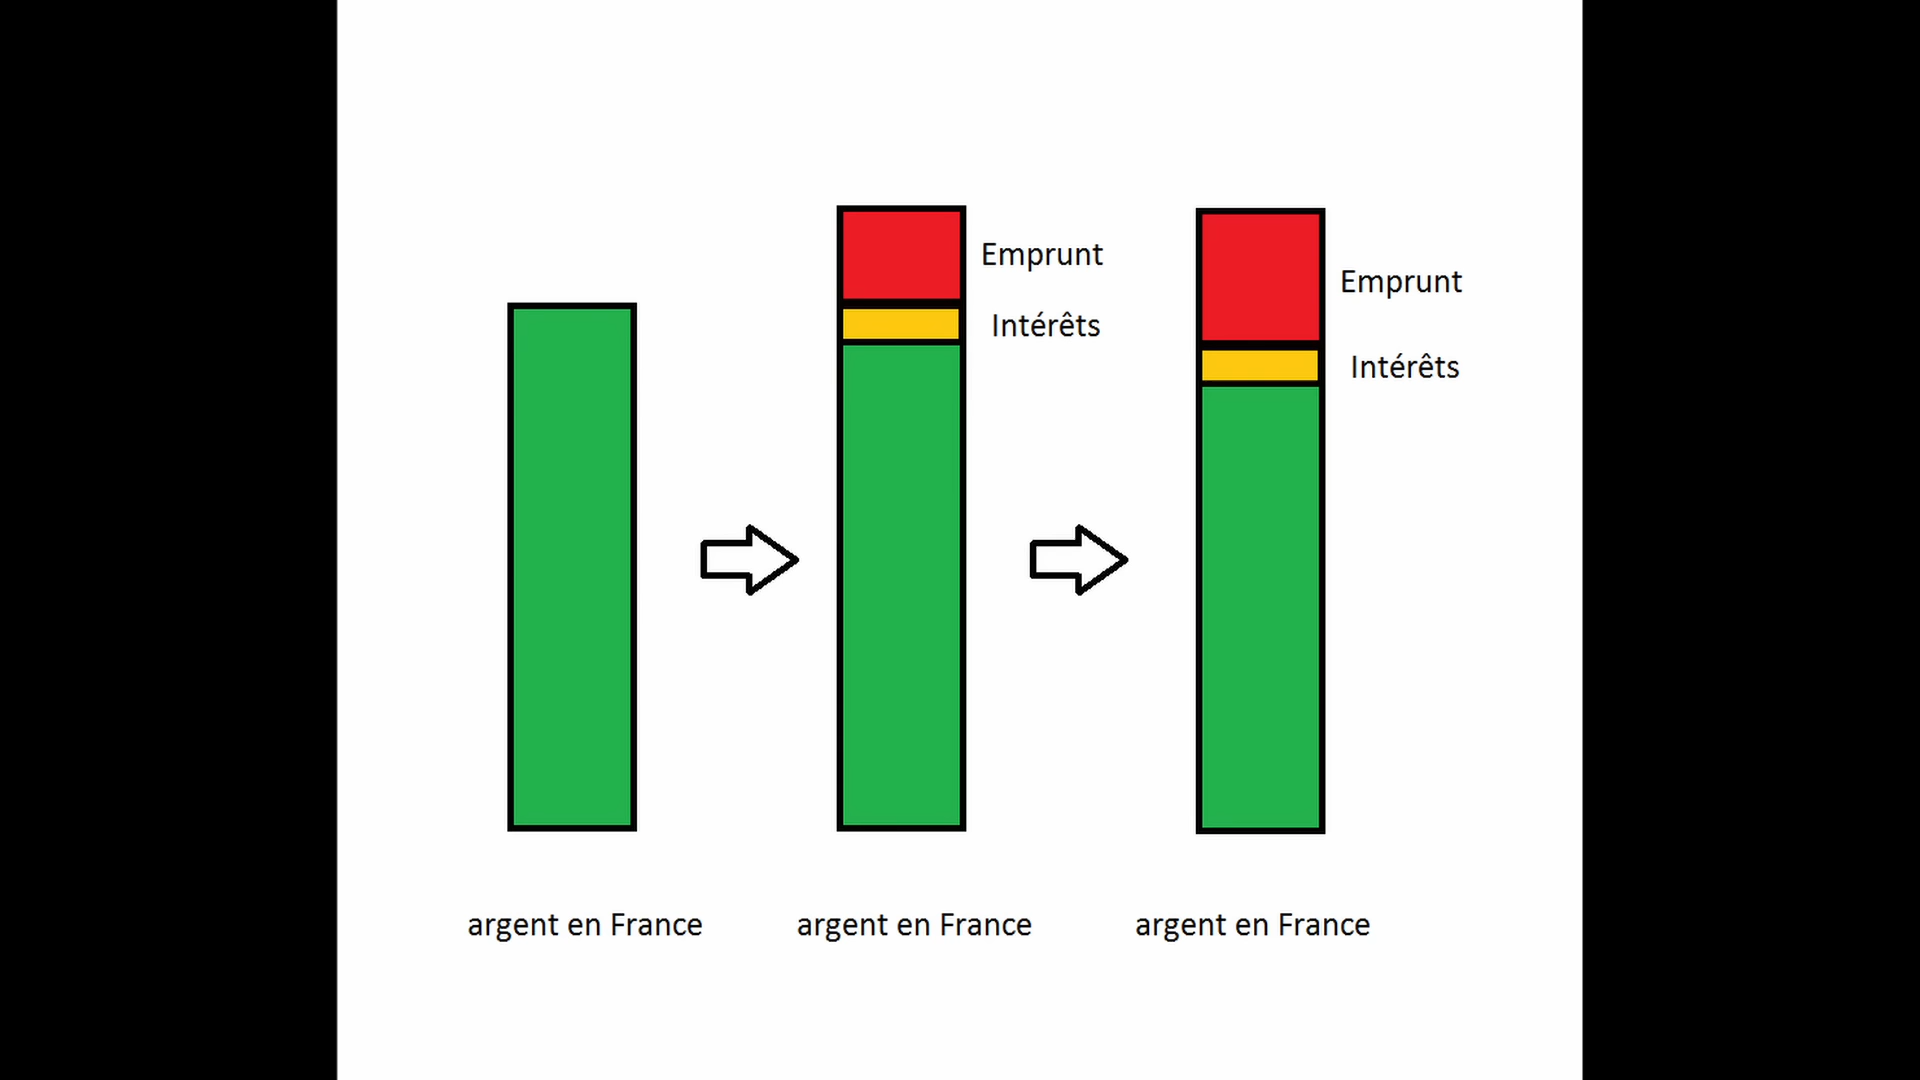 Emprunt
Intérêts
Emprunt
Intérêts
argent en France
argent en France
argent en France